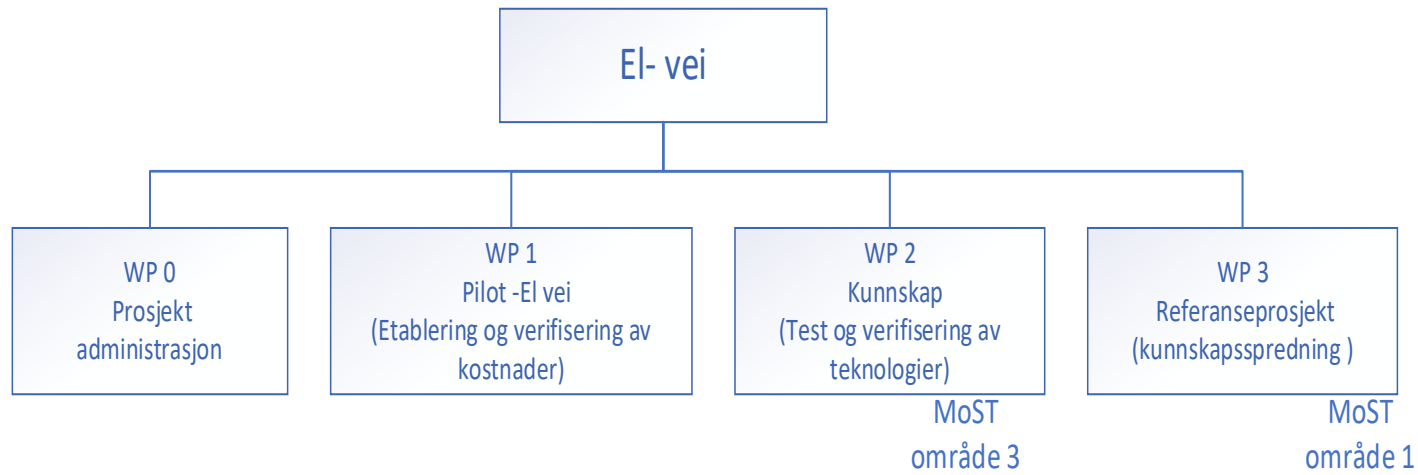 El- vei
WP 0
Prosjekt
administrasjon
WP 1
Pilot -El vei
(Etablering og verifisering av
kostnader)
WP 2
Kunnskap
(Test og verifisering av
teknologier)
WP 3
Referanseprosjekt
(kunnskapsspredning )
MoST
område 3
MoST
område 1